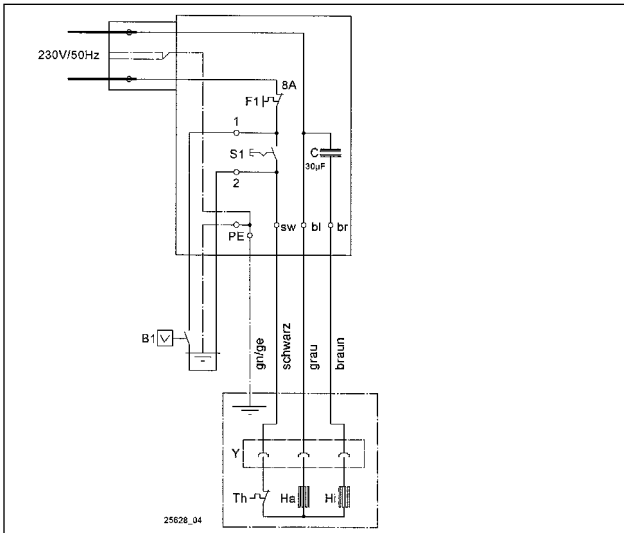 230V/50Hz
8A
F1
1
S1
C
30µF
2
sw
bl
br
PE
B1
gn/ge
schwarz
grau
braun
Y
Th
Ha
Hi
25828_04